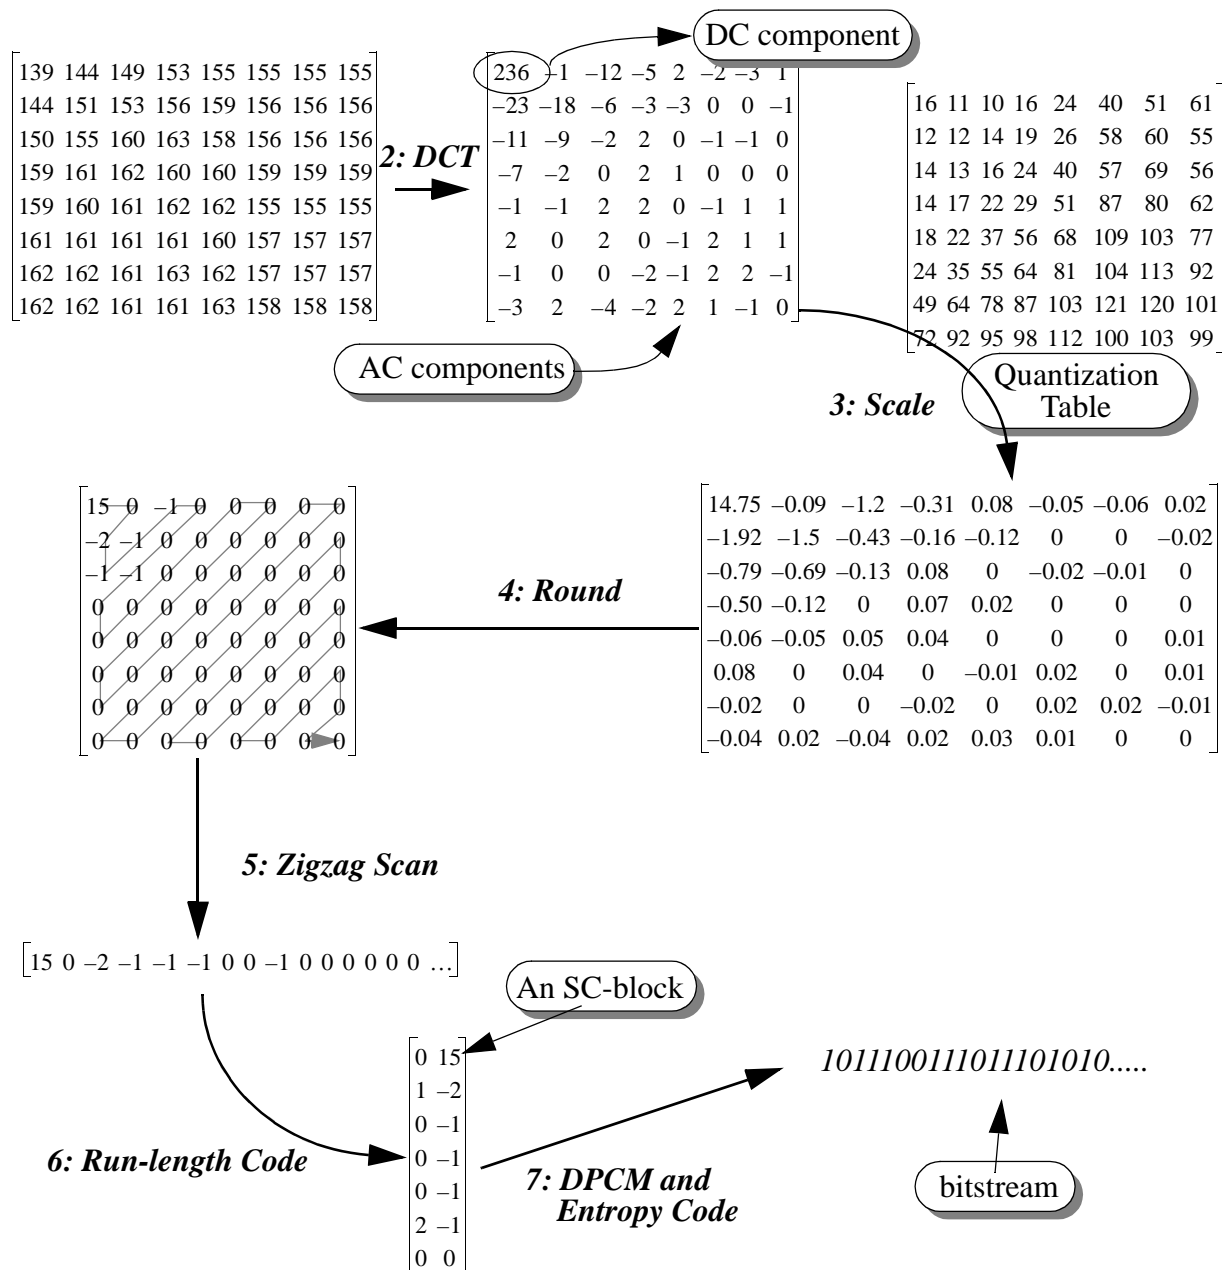 DC component
139 144 149 153 155 155 155 155
144 151 153 156 159 156 156 156
150 155 160 163 158 156 156 156
159 161 162 160 160 159 159 159
159 160 161 162 162 155 155 155
161 161 161 161 160 157 157 157
162 162 161 163 162 157 157 157
162 162 161 161 163 158 158 158
2: DCT
236 –1 –12 –5 2 –2 –3 1
–23 –18 –6 –3 –3 0 0 –1
–11 –9 –2 2 0 –1 –1 0
–7 –2 0 2 1 0 0 0
–1 –1 2 2 0 –1 1 1
2 0 2 0 –1 2 1 1
–1 0 0 –2 –1 2 2 –1
–3 2 –4 –2 2 1 –1 0
16 11 10 16 24 40 51 61
12 12 14 19 26 58 60 55
14 13 16 24 40 57 69 56
14 17 22 29 51 87 80 62
18 22 37 56 68 109 103 77
24 35 55 64 81 104 113 92
49 64 78 87 103 121 120 101
72 92 95 98 112 100 103 99
AC components
3: Scale
Quantization
Table
15 0 –1 0 0 0 0 0
–2 –1 0 0 0 0 0 0
–1 –1 0 0 0 0 0 0
0 0 0 0 0 0 0 0
0 0 0 0 0 0 0 0
0 0 0 0 0 0 0 0
0 0 0 0 0 0 0 0
0 0 0 0 0 0 0 0
4: Round
14.75 –0.09 –1.2 –0.31 0.08 –0.05 –0.06 0.02
–1.92 –1.5 –0.43 –0.16 –0.12 0 0 –0.02
–0.79 –0.69 –0.13 0.08 0 –0.02 –0.01 0
–0.50 –0.12 0 0.07 0.02 0 0 0
–0.06 –0.05 0.05 0.04 0 0 0 0.01
0.08 0 0.04 0 –0.01 0.02 0 0.01
–0.02 0 0 –0.02 0 0.02 0.02 –0.01
–0.04 0.02 –0.04 0.02 0.03 0.01 0 0
5: Zigzag Scan
15 0 –2 –1 –1 –1 0 0 –1 0 0 0 0 0 0 …
An SC-block
0 15
1 –2
0 –1
0 –1
0 –1
2 –1
0 0
6: Run-length Code
7: DPCM and
Entropy Code
1011100111011101010.....
bitstream